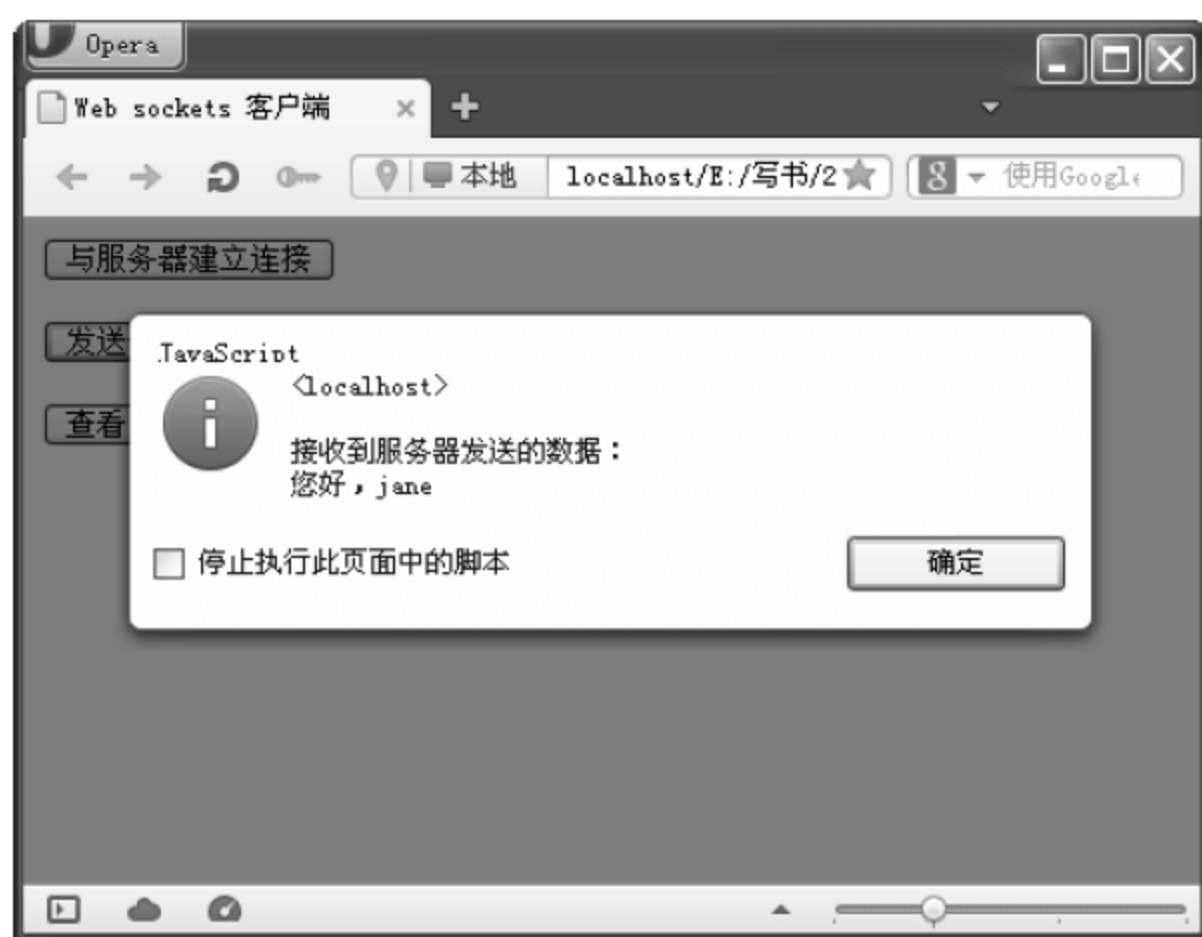 Opera
Web sockets 客户端
本地 localhost/E:/写书/2 使用Google
与服务器建立连接
发送
查看
JavaScript
<localhost>
接收到服务器发送的数据：
您好，jane
停止执行此页面中的脚本
确定